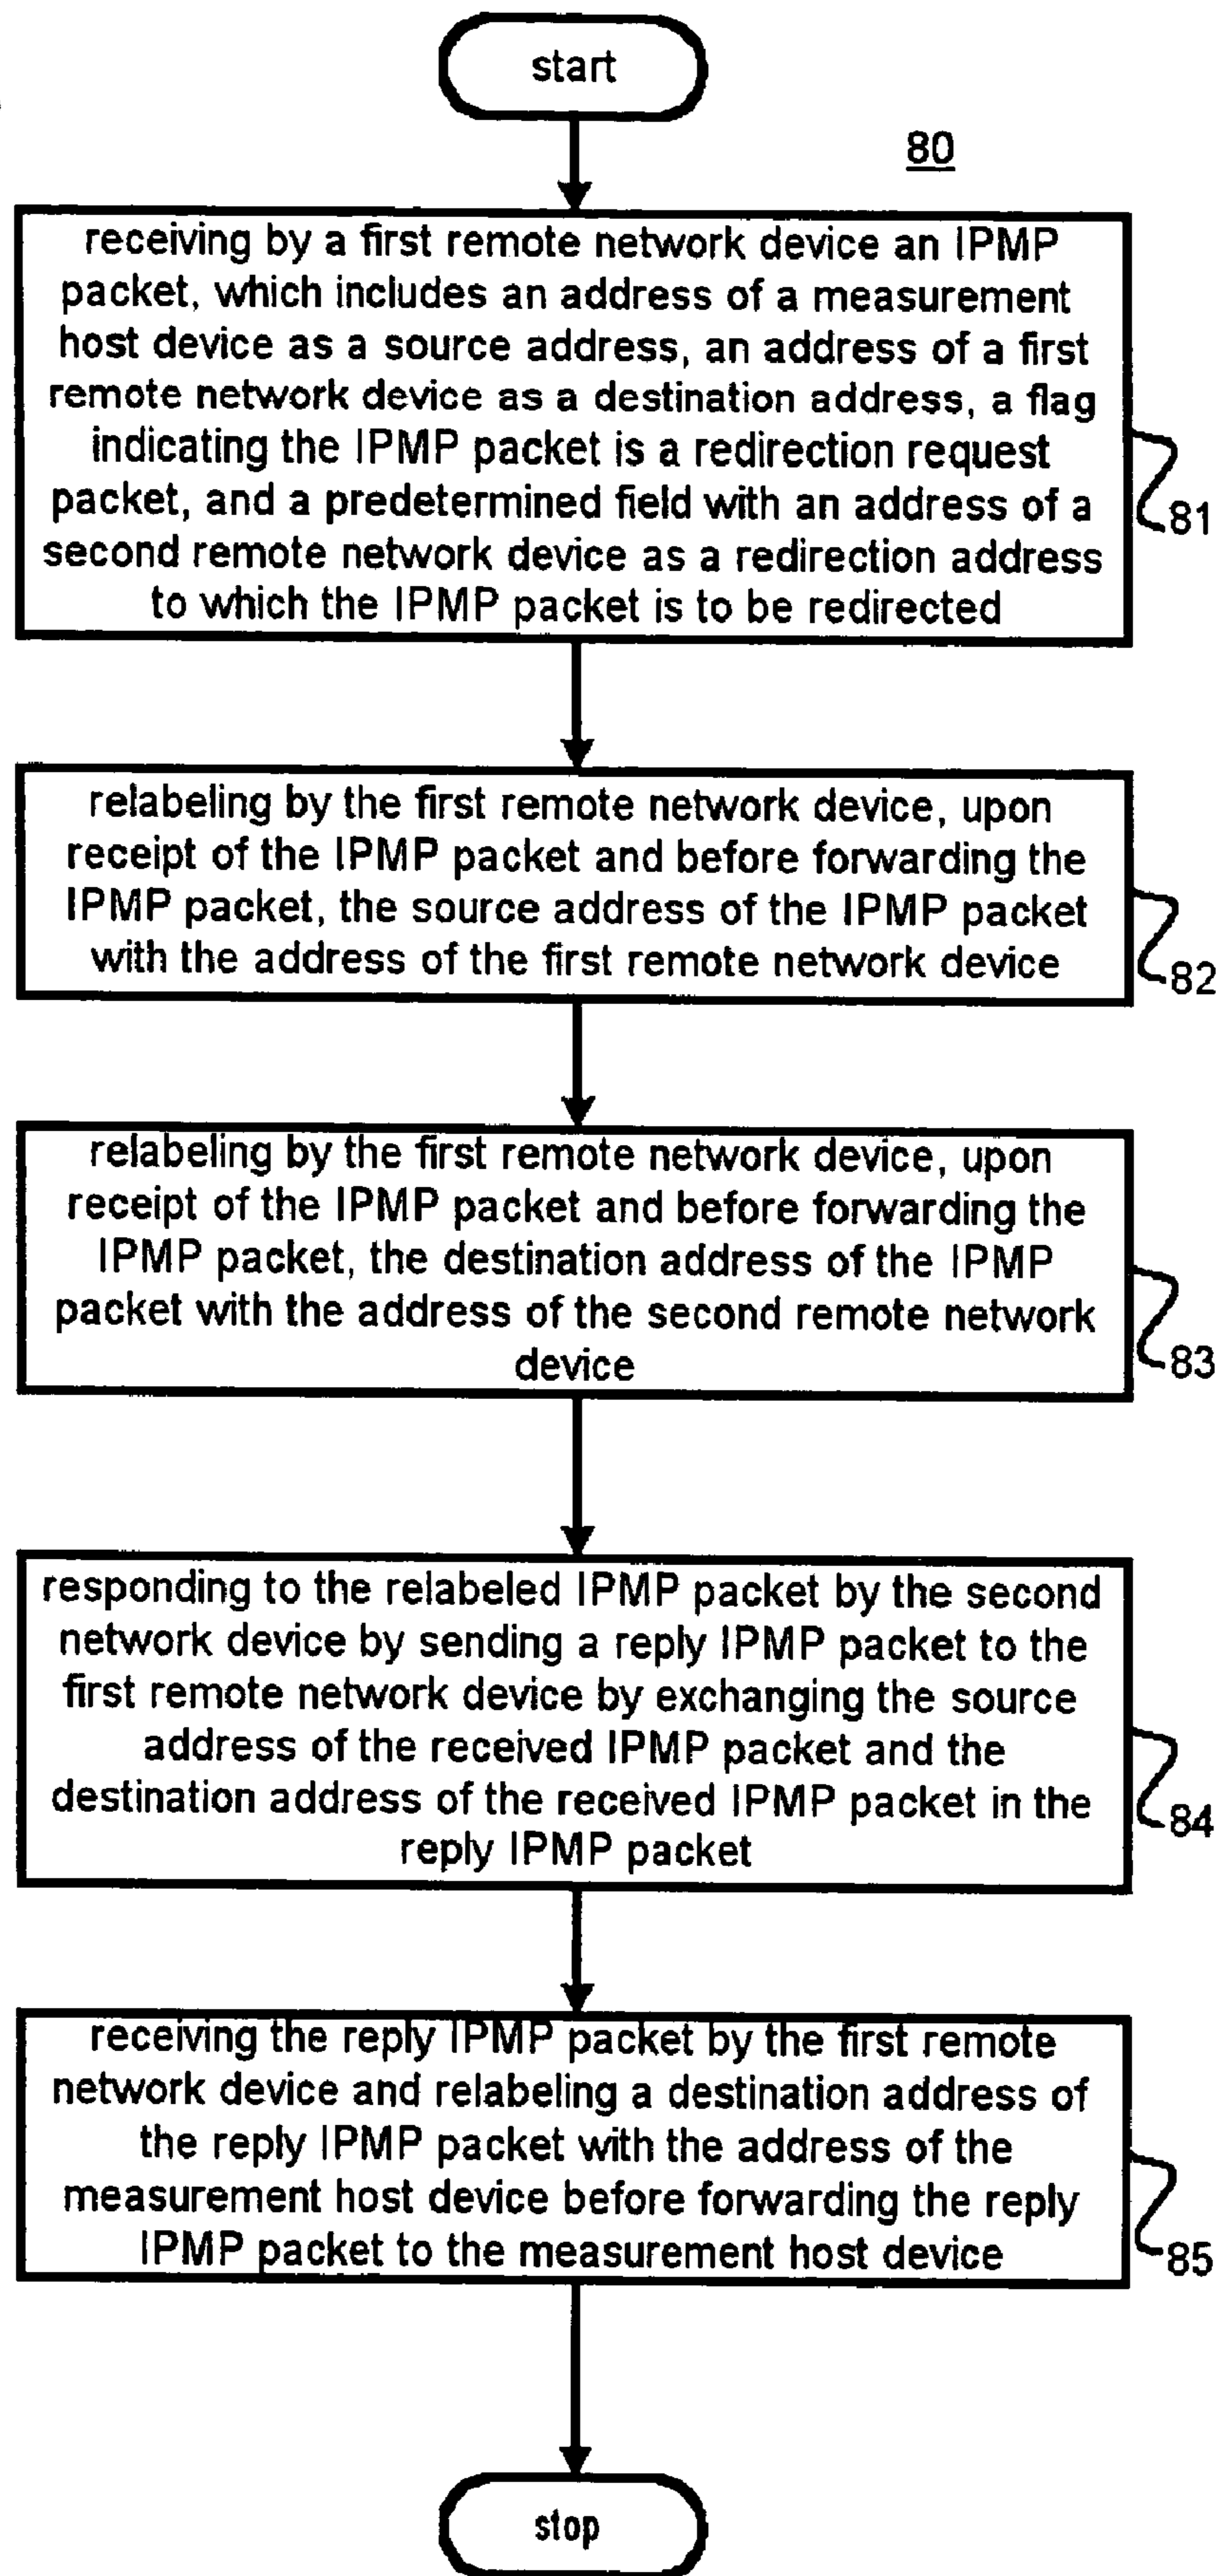 start
80
receiving by a first remote network device an IPMP
packet, which includes an address of a measurement
host device as a source address, an address of a first
remote network device as a destination address, a flag
indicating the IPMP packet is a redirection request
packet, and a predetermined field with an address of a
second remote network device as a redirection address
to which the IPMP packet is to be redirected
81
relabeling by the first remote network device, upon
receipt of the IPMP packet and before forwarding the
IPMP packet, the source address of the IPMP packet
with the address of the first remote network device
82
relabeling by the first remote network device, upon
receipt of the IPMP packet and before forwarding the
IPMP packet, the destination address of the IPMP
packet with the address of the second remote network
device
83
responding to the relabeled IPMP packet by the second
network device by sending a reply IPMP packet to the
first remote network device by exchanging the source
address of the received IPMP packet and the
destination address of the received IPMP packet in the
reply IPMP packet
84
receiving the reply IPMP packet by the first remote
network device and relabeling a destination address of
the reply IPMP packet with the address of the
measurement host device before forwarding the reply
IPMP packet to the measurement host device
85
stop